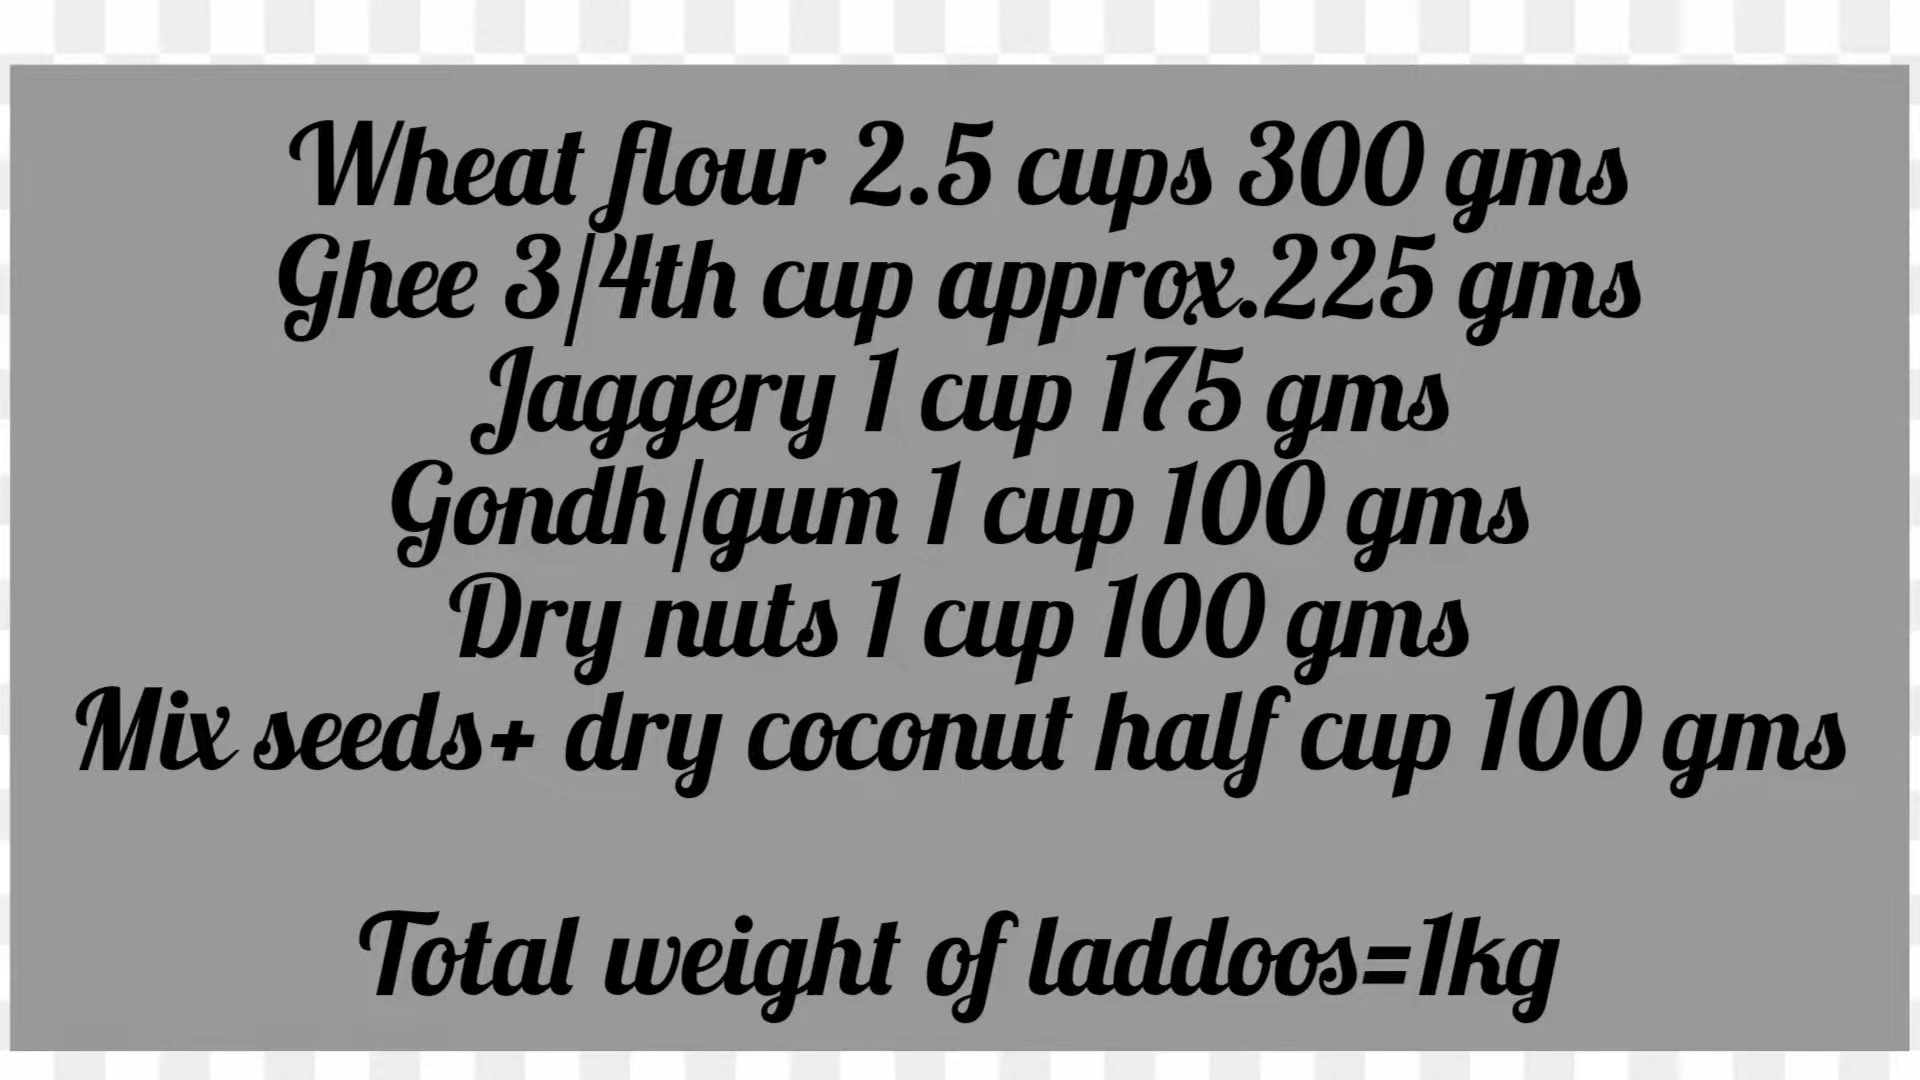 Wheat flour 2.5 cups 300 gms
Ghee 3/4th cup approx.225 gms
Jaggery 1 cup 175 gms
Gondh/gum 1 cup 100 gms
Dry nuts 1 cup 100 gms
Mix seeds+ dry coconut half cup 100 gms
Total weight of laddoos=1kg